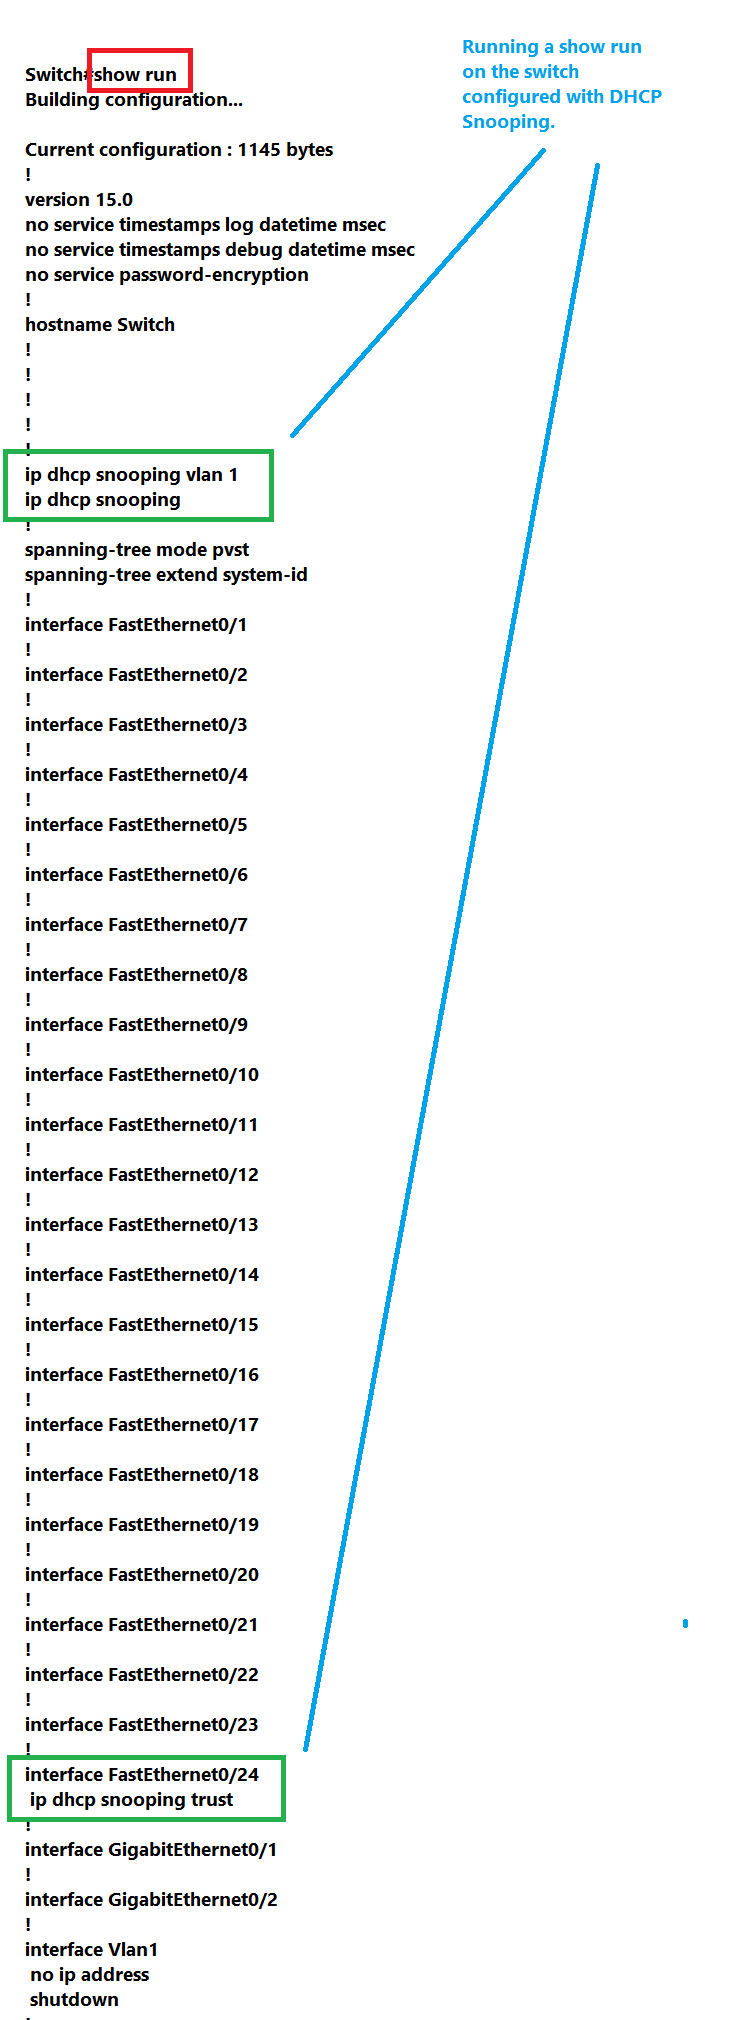 Running a show run
on the switch
configured with DHCP
Snooping.
Switch#show run
Building configuration...
Current configuration : 1145 bytes
!
version 15.0
no service timestamps log datetime msec
no service timestamps debug datetime msec
no service password-encryption
!
hostname Switch
!
!
!
!
!
ip dhcp snooping vlan 1
ip dhcp snooping
!
spanning-tree mode pvst
spanning-tree extend system-id
!
interface FastEthernet0/1
!
interface FastEthernet0/2
!
interface FastEthernet0/3
!
interface FastEthernet0/4
!
interface FastEthernet0/5
!
interface FastEthernet0/6
!
interface FastEthernet0/7
!
interface FastEthernet0/8
!
interface FastEthernet0/9
!
interface FastEthernet0/10
!
interface FastEthernet0/11
!
interface FastEthernet0/12
!
interface FastEthernet0/13
!
interface FastEthernet0/14
!
interface FastEthernet0/15
!
interface FastEthernet0/16
!
interface FastEthernet0/17
!
interface FastEthernet0/18
!
interface FastEthernet0/19
!
interface FastEthernet0/20
!
interface FastEthernet0/21
!
interface FastEthernet0/22
!
interface FastEthernet0/23
!
interface FastEthernet0/24
ip dhcp snooping trust
!
interface GigabitEthernet0/1
!
interface GigabitEthernet0/2
!
interface Vlan1
no ip address
shutdown